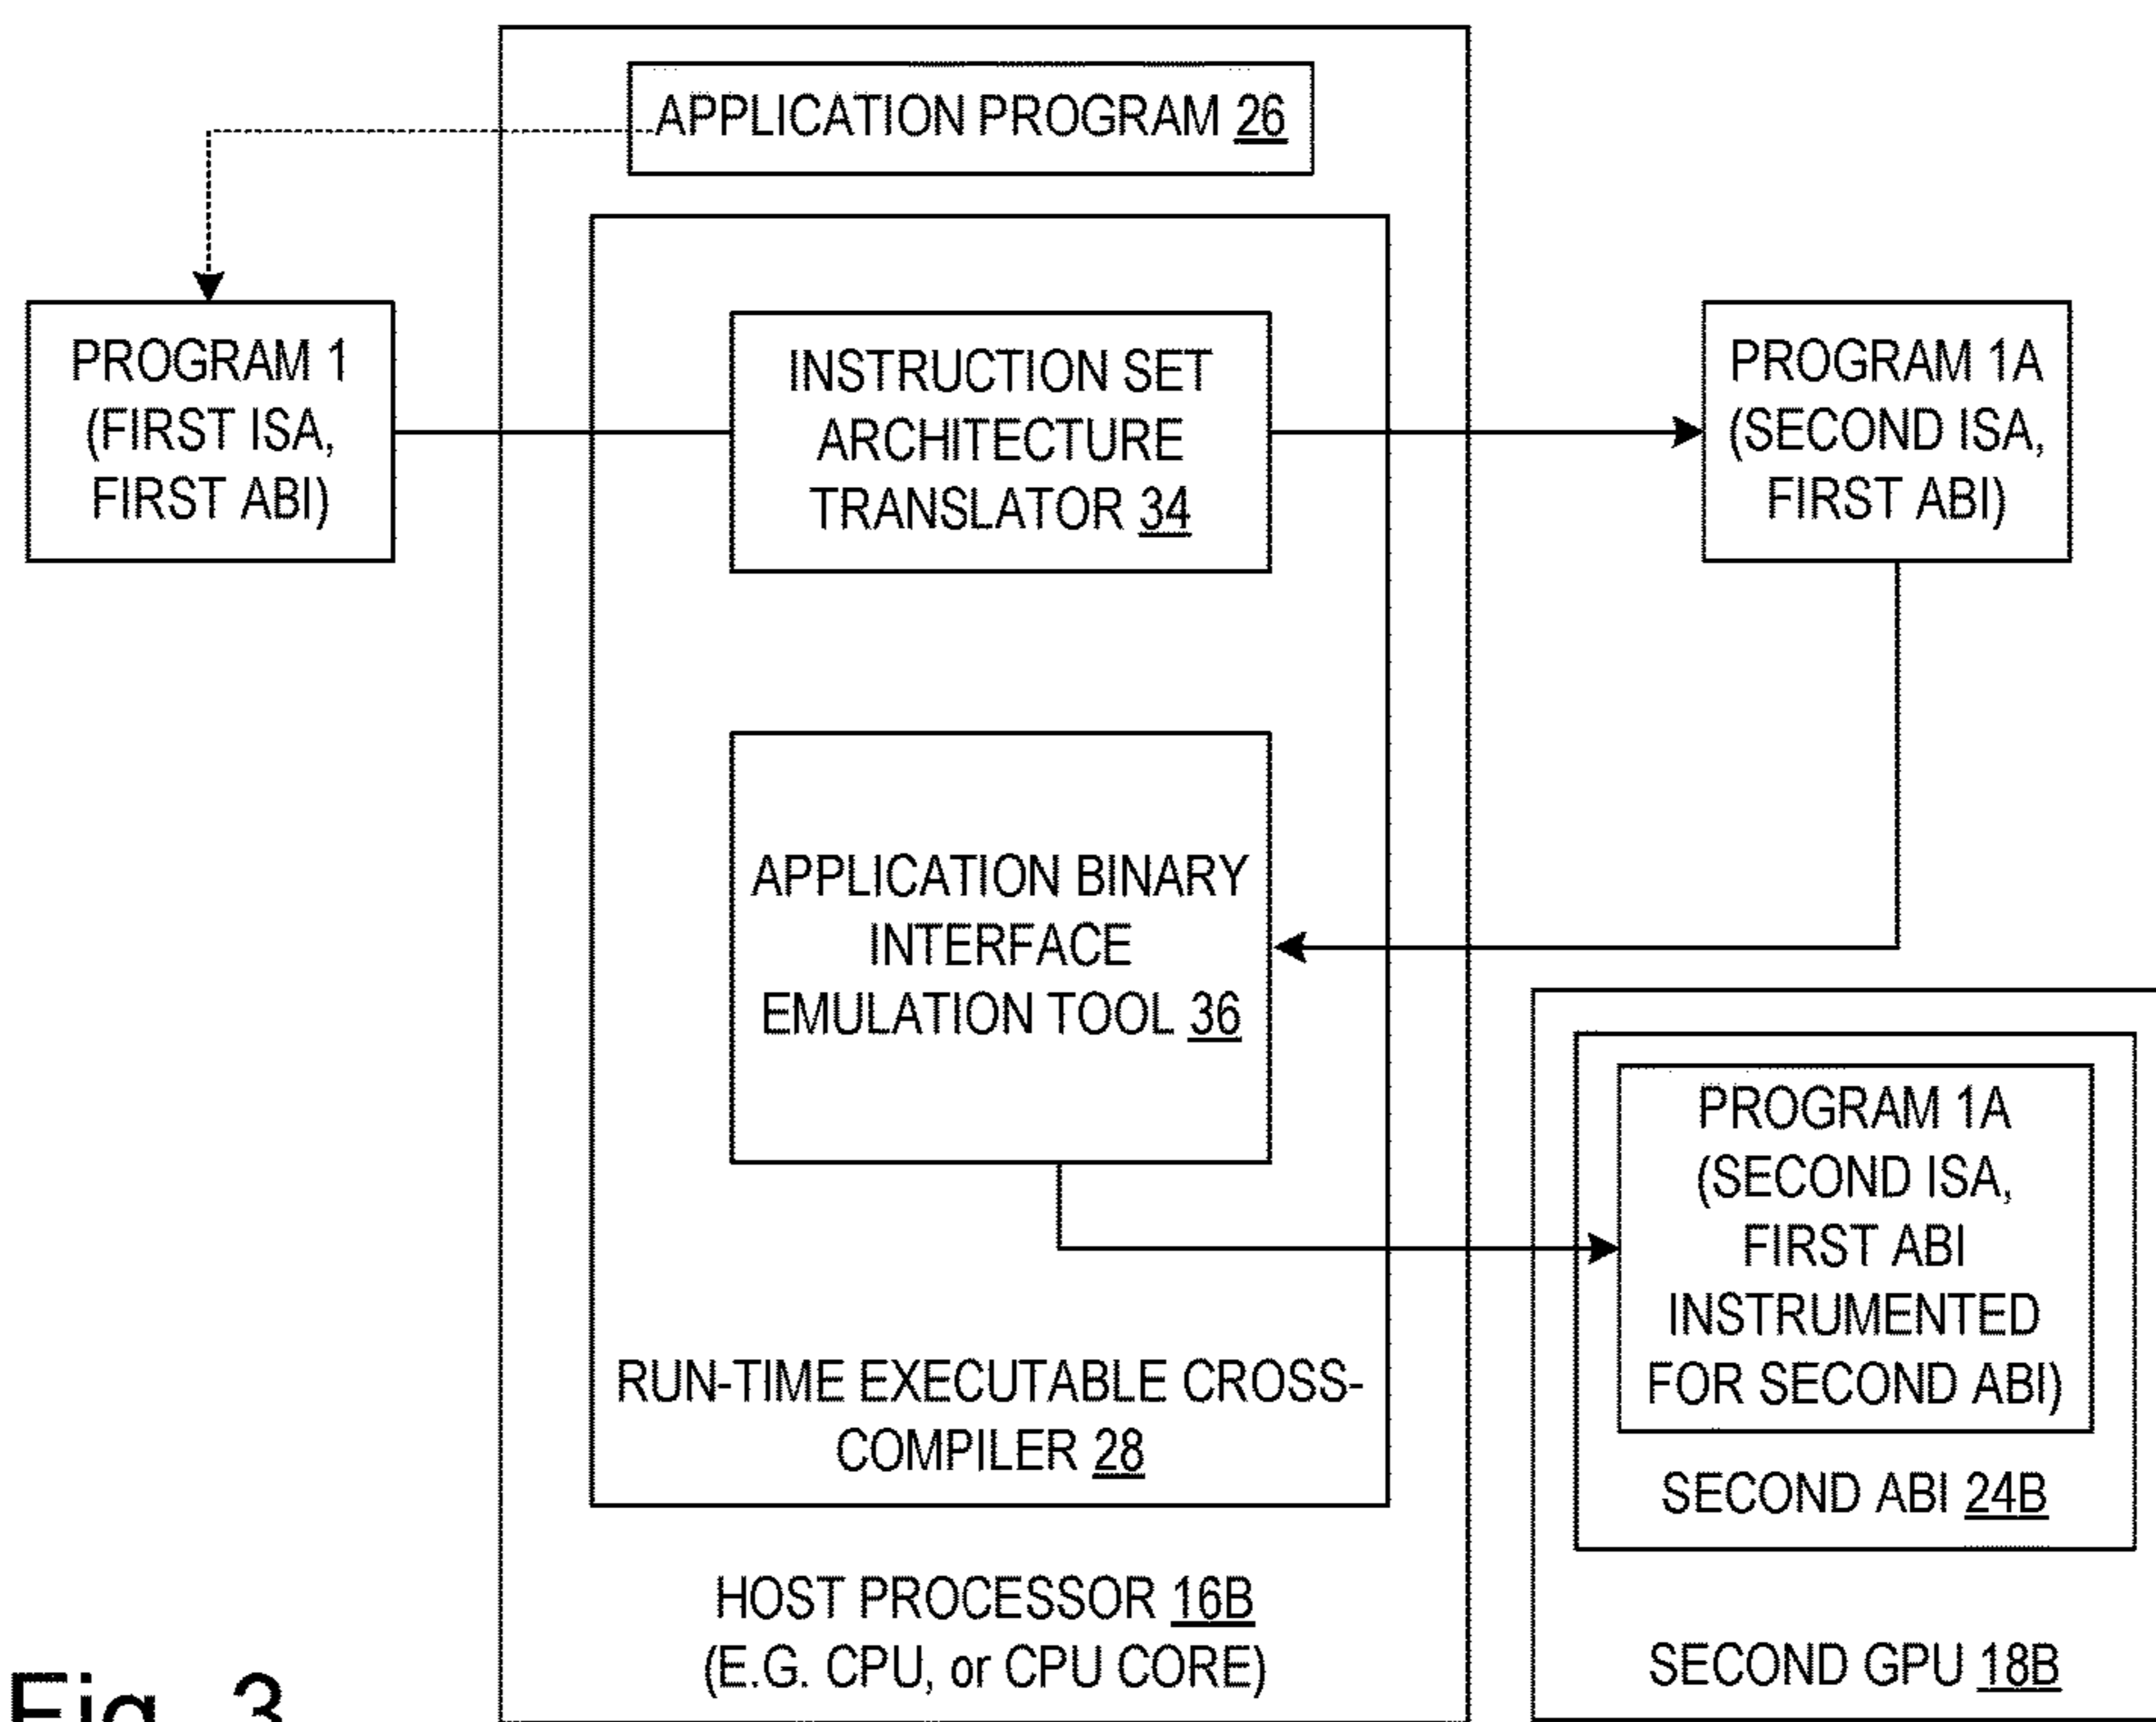 APPLICATION PROGRAM 26
PROGRAM 1
(FIRST ISA,
FIRST ABI)
INSTRUCTION SET
ARCHITECTURE
TRANSLATOR 34
PROGRAM 1A
(SECOND ISA,
FIRST ABI)
APPLICATION BINARY
INTERFACE
EMULATION TOOL 36
PROGRAM 1A
(SECOND ISA,
FIRST ABI
INSTRUMENTED
FOR SECOND ABI)
RUN-TIME EXECUTABLE CROSS-
COMPILER 28
SECOND ABI 24B
HOST PROCESSOR 16B
(E.G. CPU, or CPU CORE)
SECOND GPU 18B
Fig. 3